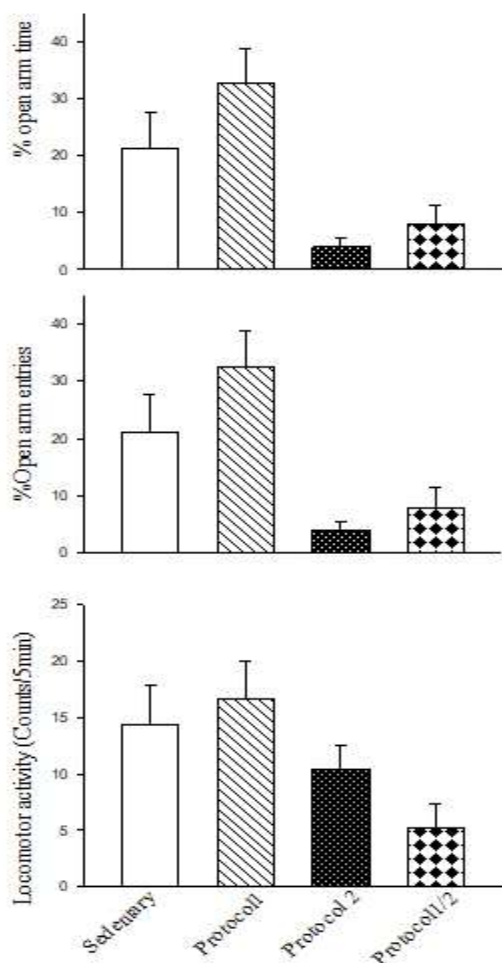 % open arm time
40
30
20
10
0
%Open arm entries
40
30
20
10
0
Locomotor activity (Counts/5min)
25
20
15
10
5
0
Sedentary
Protocol1
Protocol 2
Protocol1/2